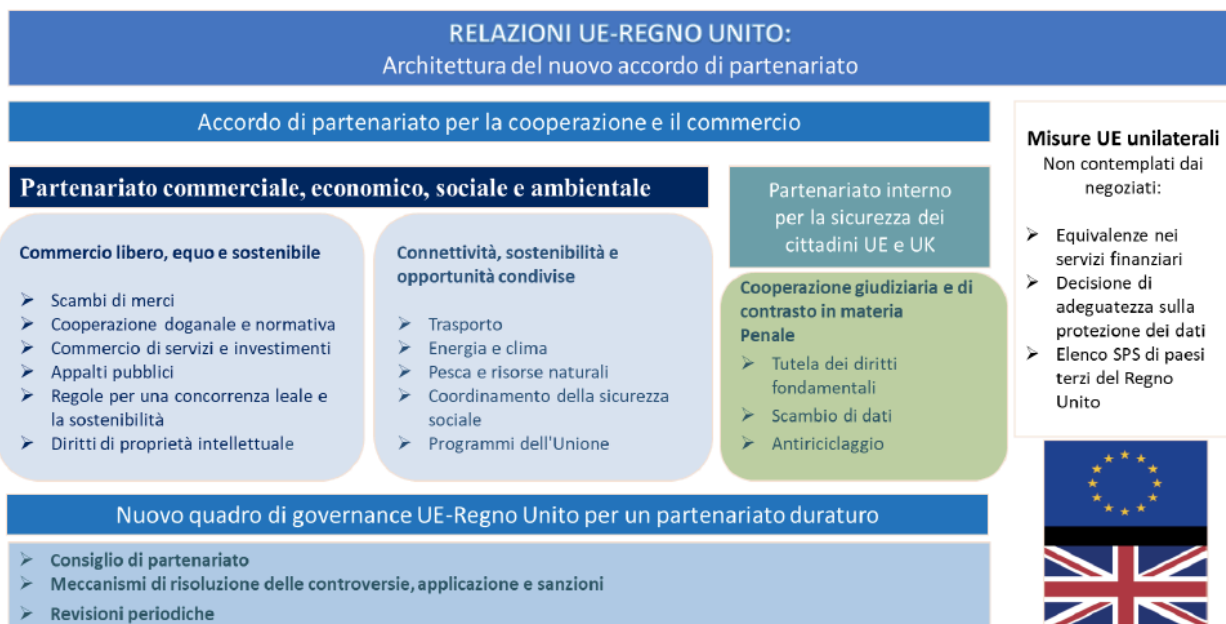 RELAZIONI UE-REGNO UNITO:
Architettura del nuovo accordo di partenariato
Accordo di partenariato per la cooperazione e il commercio
Partenariato commerciale, economico, sociale e ambientale
Commercio libero, equo e sostenibile
➤ Scambi di merci
➤ Cooperazione doganale e normativa
➤ Commercio di servizi e investimenti
➤ Appalti pubblici
➤ Regole per una concorrenza leale e
la sostenibilità
➤ Diritti di proprietà intellettuale
Connettività, sostenibilità e
opportunità condivise
➤ Trasporto
➤ Energia e clima
➤ Pesca e risorse naturali
➤ Coordinamento della sicurezza
sociale
➤ Programmi dell'Unione
Partenariato interno
per la sicurezza dei
cittadini UE e UK
Cooperazione giudiziaria e di
contrasto in materia
Penale
➤ Tutela dei diritti
fondamentali
➤ Scambio di dati
➤ Antiriciclaggio
Misure UE unilaterali
Non contemplati dai
negoziati:
➤ Equivalenze nei
servizi finanziari
➤ Decisione di
adeguatezza sulla
protezione dei dati
➤ Elenco SPS di paesi
terzi del Regno
Unito
Nuovo quadro di governance UE-Regno Unito per un partenariato duraturo
➤ Consiglio di partenariato
➤ Meccanismi di risoluzione delle controversie, applicazione e sanzioni
➤ Revisioni periodiche